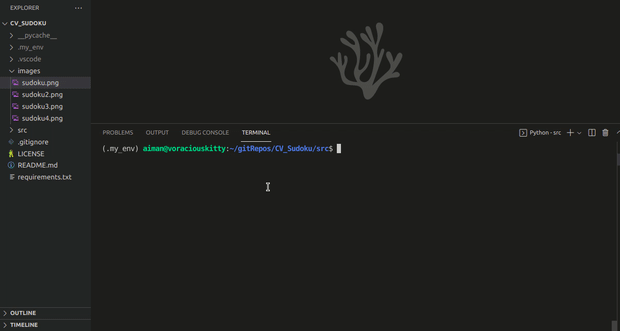 EXPLORER ...
CV_SUDOKU
__pycache__
.my_env
.vscode
images
sudoku.png
sudoku2.png
sudoku3.png
sudoku4.png
src
.gitignore
LICENSE
README.md
requirements.txt
OUTLINE
TIMELINE
PROBLEMS OUTPUT DEBUG CONSOLE TERMINAL Python - src
(.my_env) aiman@voraciouskitty:~/gitRepos/CV_Sudoku/src$